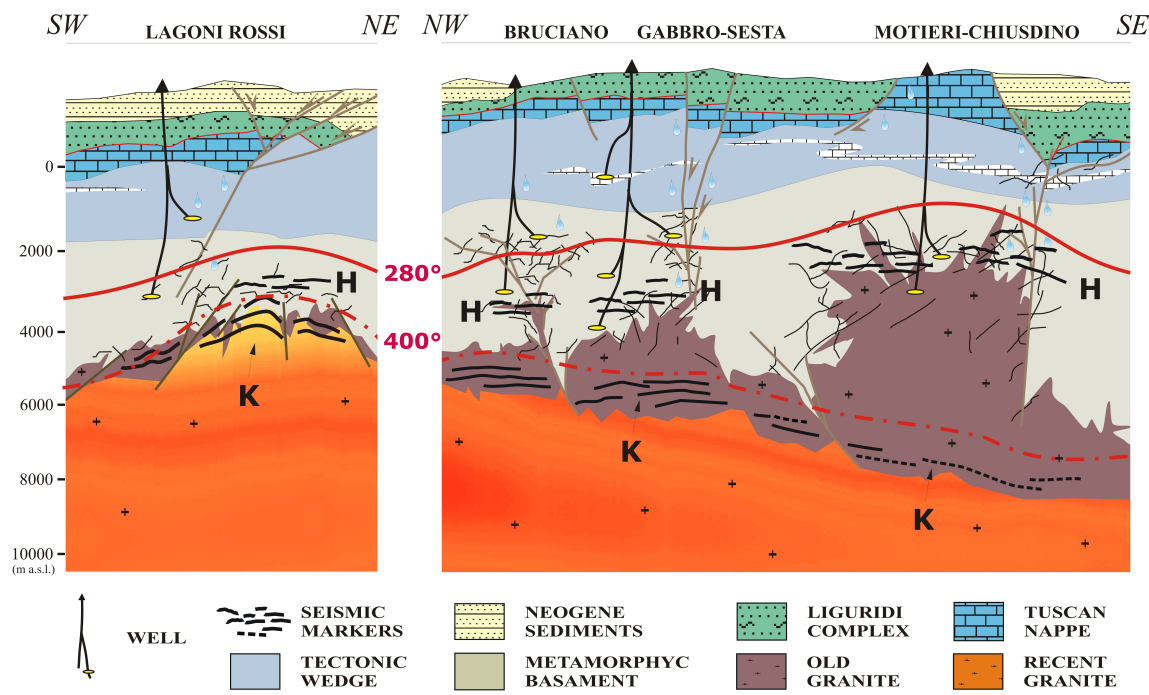 SW
LAGONI ROSSI
NE
NW
BRUCIANO
GABBRO-SESTA
MOTIERI-CHIUSDINO
SE
0
2000
4000
6000
8000
10000
(m a.s.l.)
280°
400°
H
K
H
H
K
H
K
WELL
SEISMIC
MARKERS
NEOGENE
SEDIMENTS
LIGURIDI
COMPLEX
TUSCAN
NAPPE
TECTONIC
WEDGE
METAMORPHYC
BASAMENT
OLD
GRANITE
RECENT
GRANITE